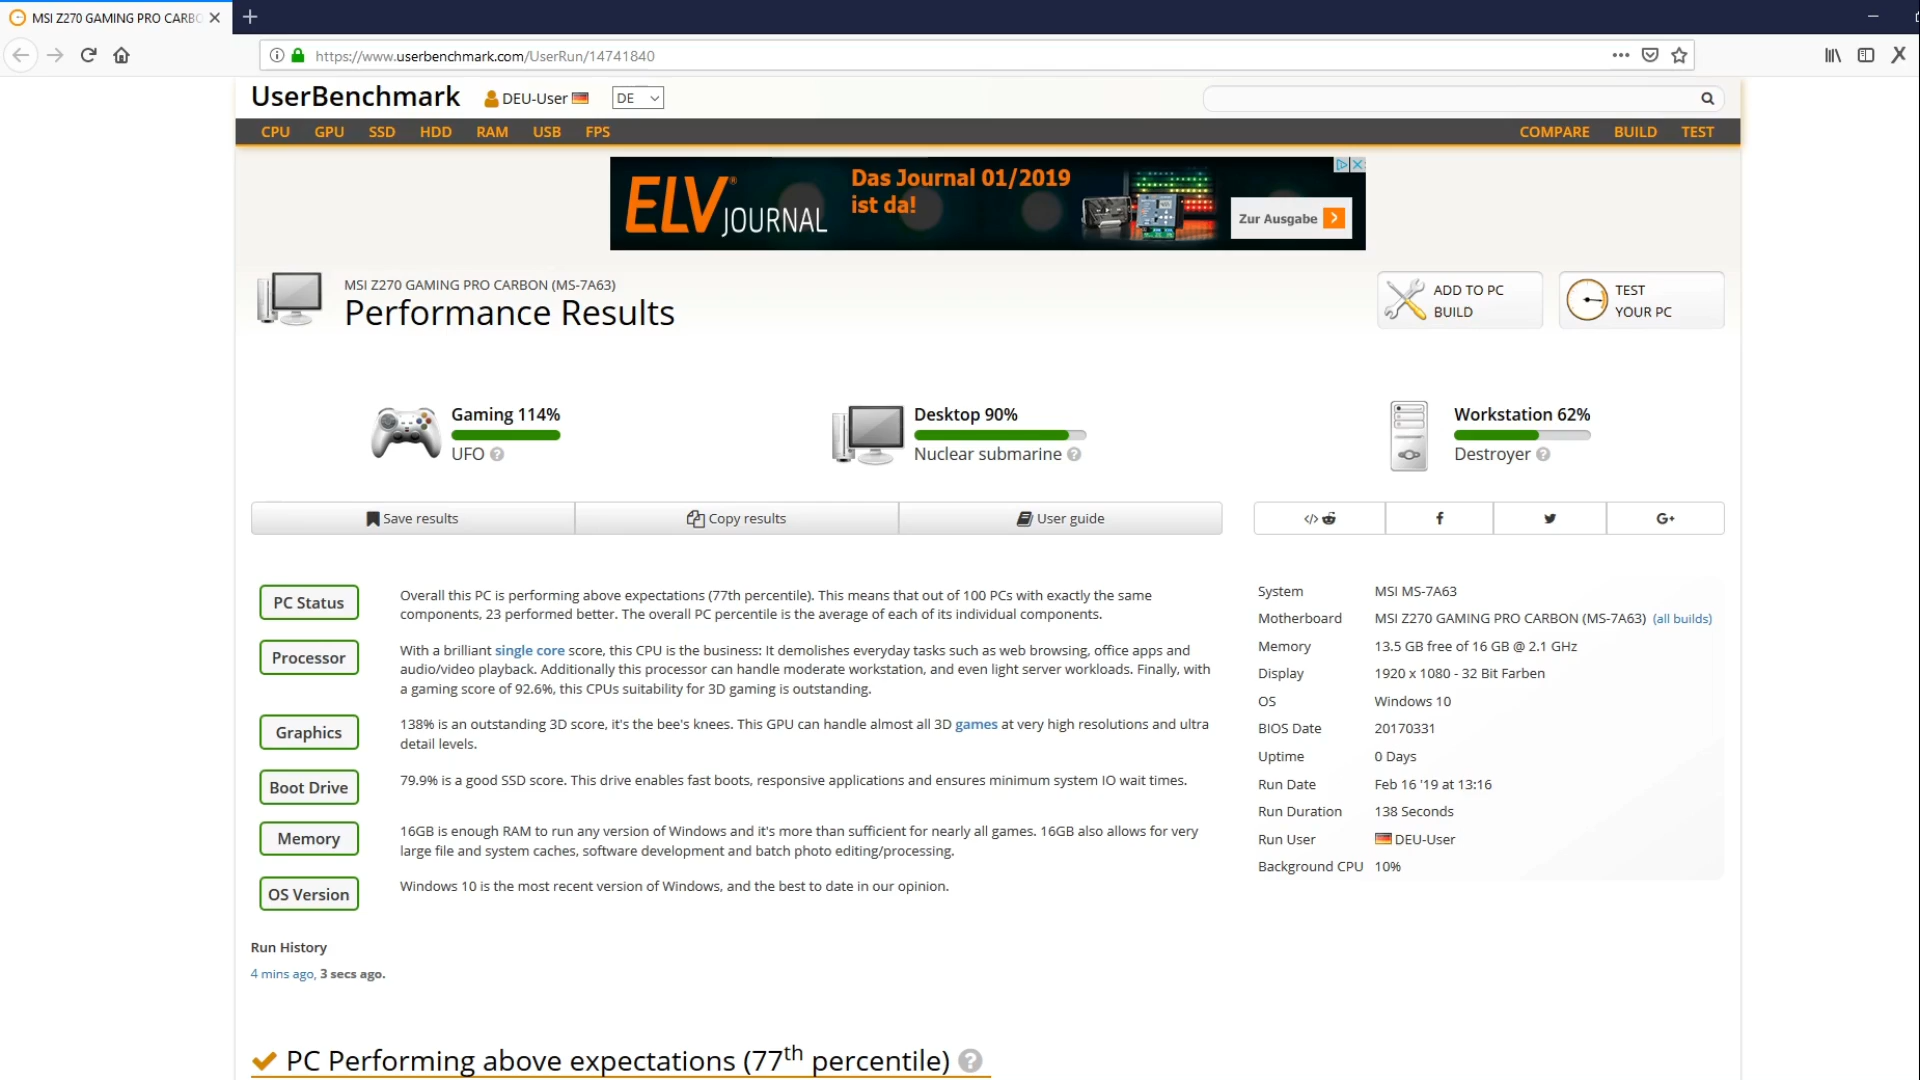 MSI Z270 GAMING PRO CARBO
https://www.userbenchmark.com/UserRun/14741840
UserBenchmark DEU-User DE
CPU GPU SSD HDD RAM USB FPS COMPARE BUILD TEST
ELV® JOURNAL
Das Journal 01/2019
ist da!
Zur Ausgabe
MSI Z270 GAMING PRO CARBON (MS-7A63)
Performance Results
ADD TO PC
BUILD
TEST
YOUR PC
Gaming 114%
UFO ?
Desktop 90%
Nuclear submarine ?
Workstation 62%
Destroyer ?
Save results Copy results User guide </> f G+
PC Status
Overall this PC is performing above expectations (77th percentile). This means that out of 100 PCs with exactly the same
components, 23 performed better. The overall PC percentile is the average of each of its individual components.
Processor
With a brilliant single core score, this CPU is the business: It demolishes everyday tasks such as web browsing, office apps and
audio/video playback. Additionally this processor can handle moderate workstation, and even light server workloads. Finally, with
a gaming score of 92.6%, this CPUs suitability for 3D gaming is outstanding.
Graphics
138% is an outstanding 3D score, it's the bee's knees. This GPU can handle almost all 3D games at very high resolutions and ultra
detail levels.
Boot Drive
79.9% is a good SSD score. This drive enables fast boots, responsive applications and ensures minimum system IO wait times.
Memory
16GB is enough RAM to run any version of Windows and it's more than sufficient for nearly all games. 16GB also allows for very
large file and system caches, software development and batch photo editing/processing.
OS Version
Windows 10 is the most recent version of Windows, and the best to date in our opinion.
System MSI MS-7A63
Motherboard MSI Z270 GAMING PRO CARBON (MS-7A63) (all builds)
Memory 13.5 GB free of 16 GB @ 2.1 GHz
Display 1920 x 1080 - 32 Bit Farben
OS Windows 10
BIOS Date 20170331
Uptime 0 Days
Run Date Feb 16 '19 at 13:16
Run Duration 138 Seconds
Run User DEU-User
Background CPU 10%
Run History
4 mins ago, 3 secs ago.
PC Performing above expectations (77th percentile) ?